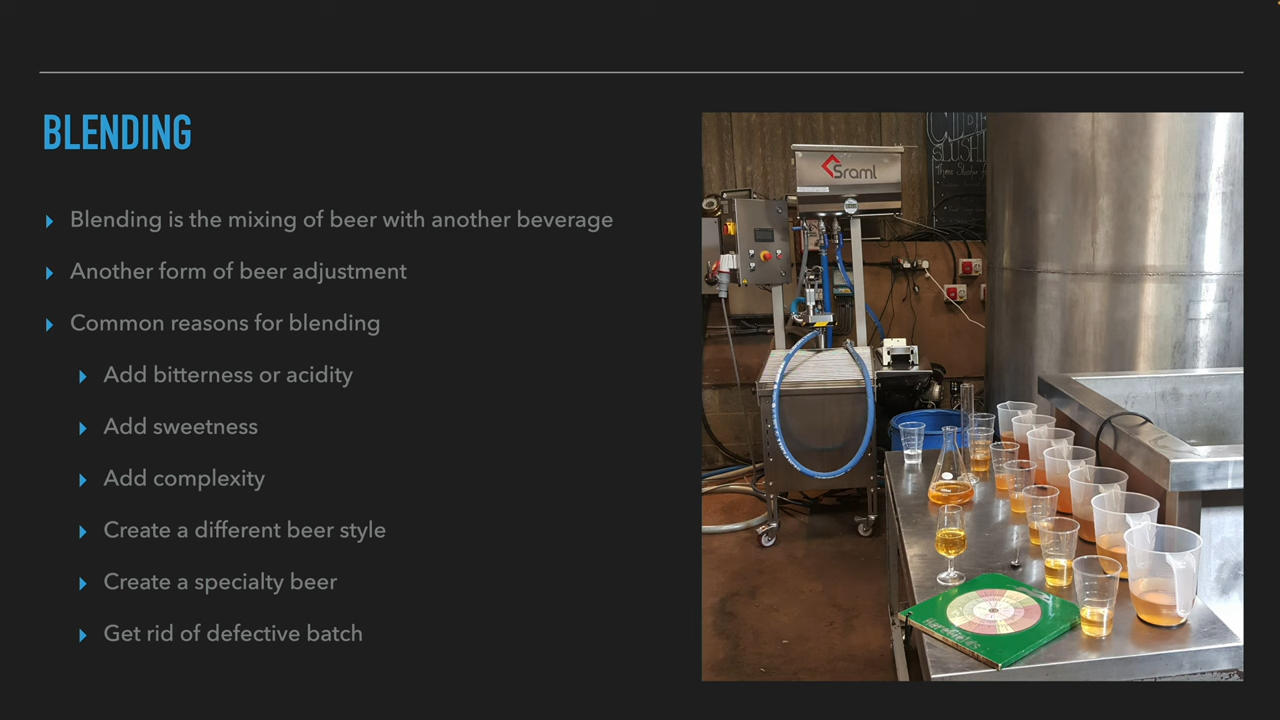 BLENDING
Blending is the mixing of beer with another beverage
Another form of beer adjustment
Common reasons for blending
Add bitterness or acidity
Add sweetness
Add complexity
Create a different beer style
Create a specialty beer
Get rid of defective batch
Sraml